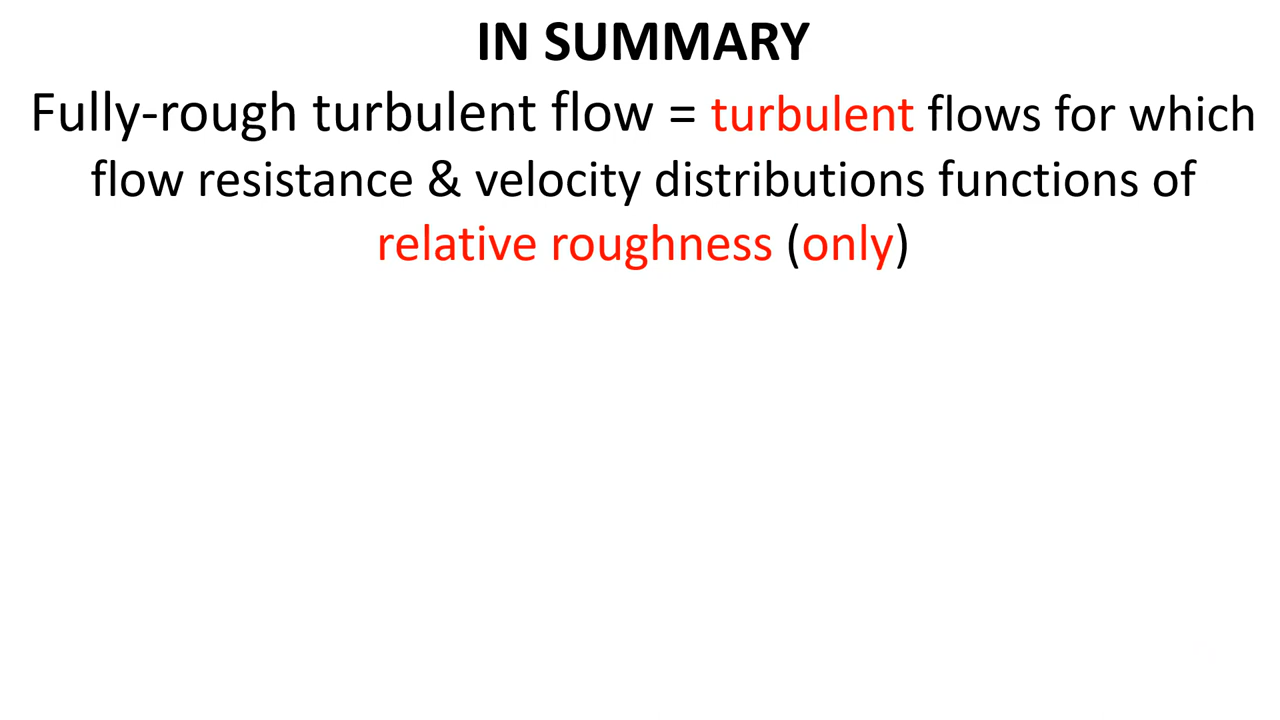 IN SUMMARY
Fully-rough turbulent flow = turbulent flows for which
flow resistance & velocity distributions functions of
relative roughness (only)